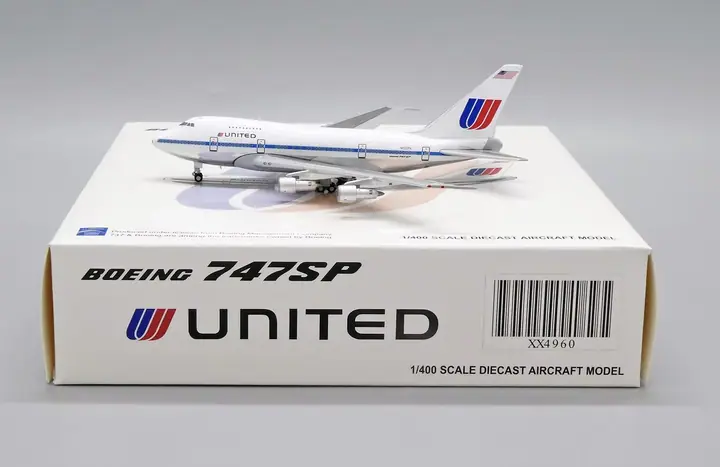 UNITED
1/400 SCALE DIECAST AIRCRAFT MODEL
BOEING 747SP
UNITED
XX4960
1/400 SCALE DIECAST AIRCRAFT MODEL